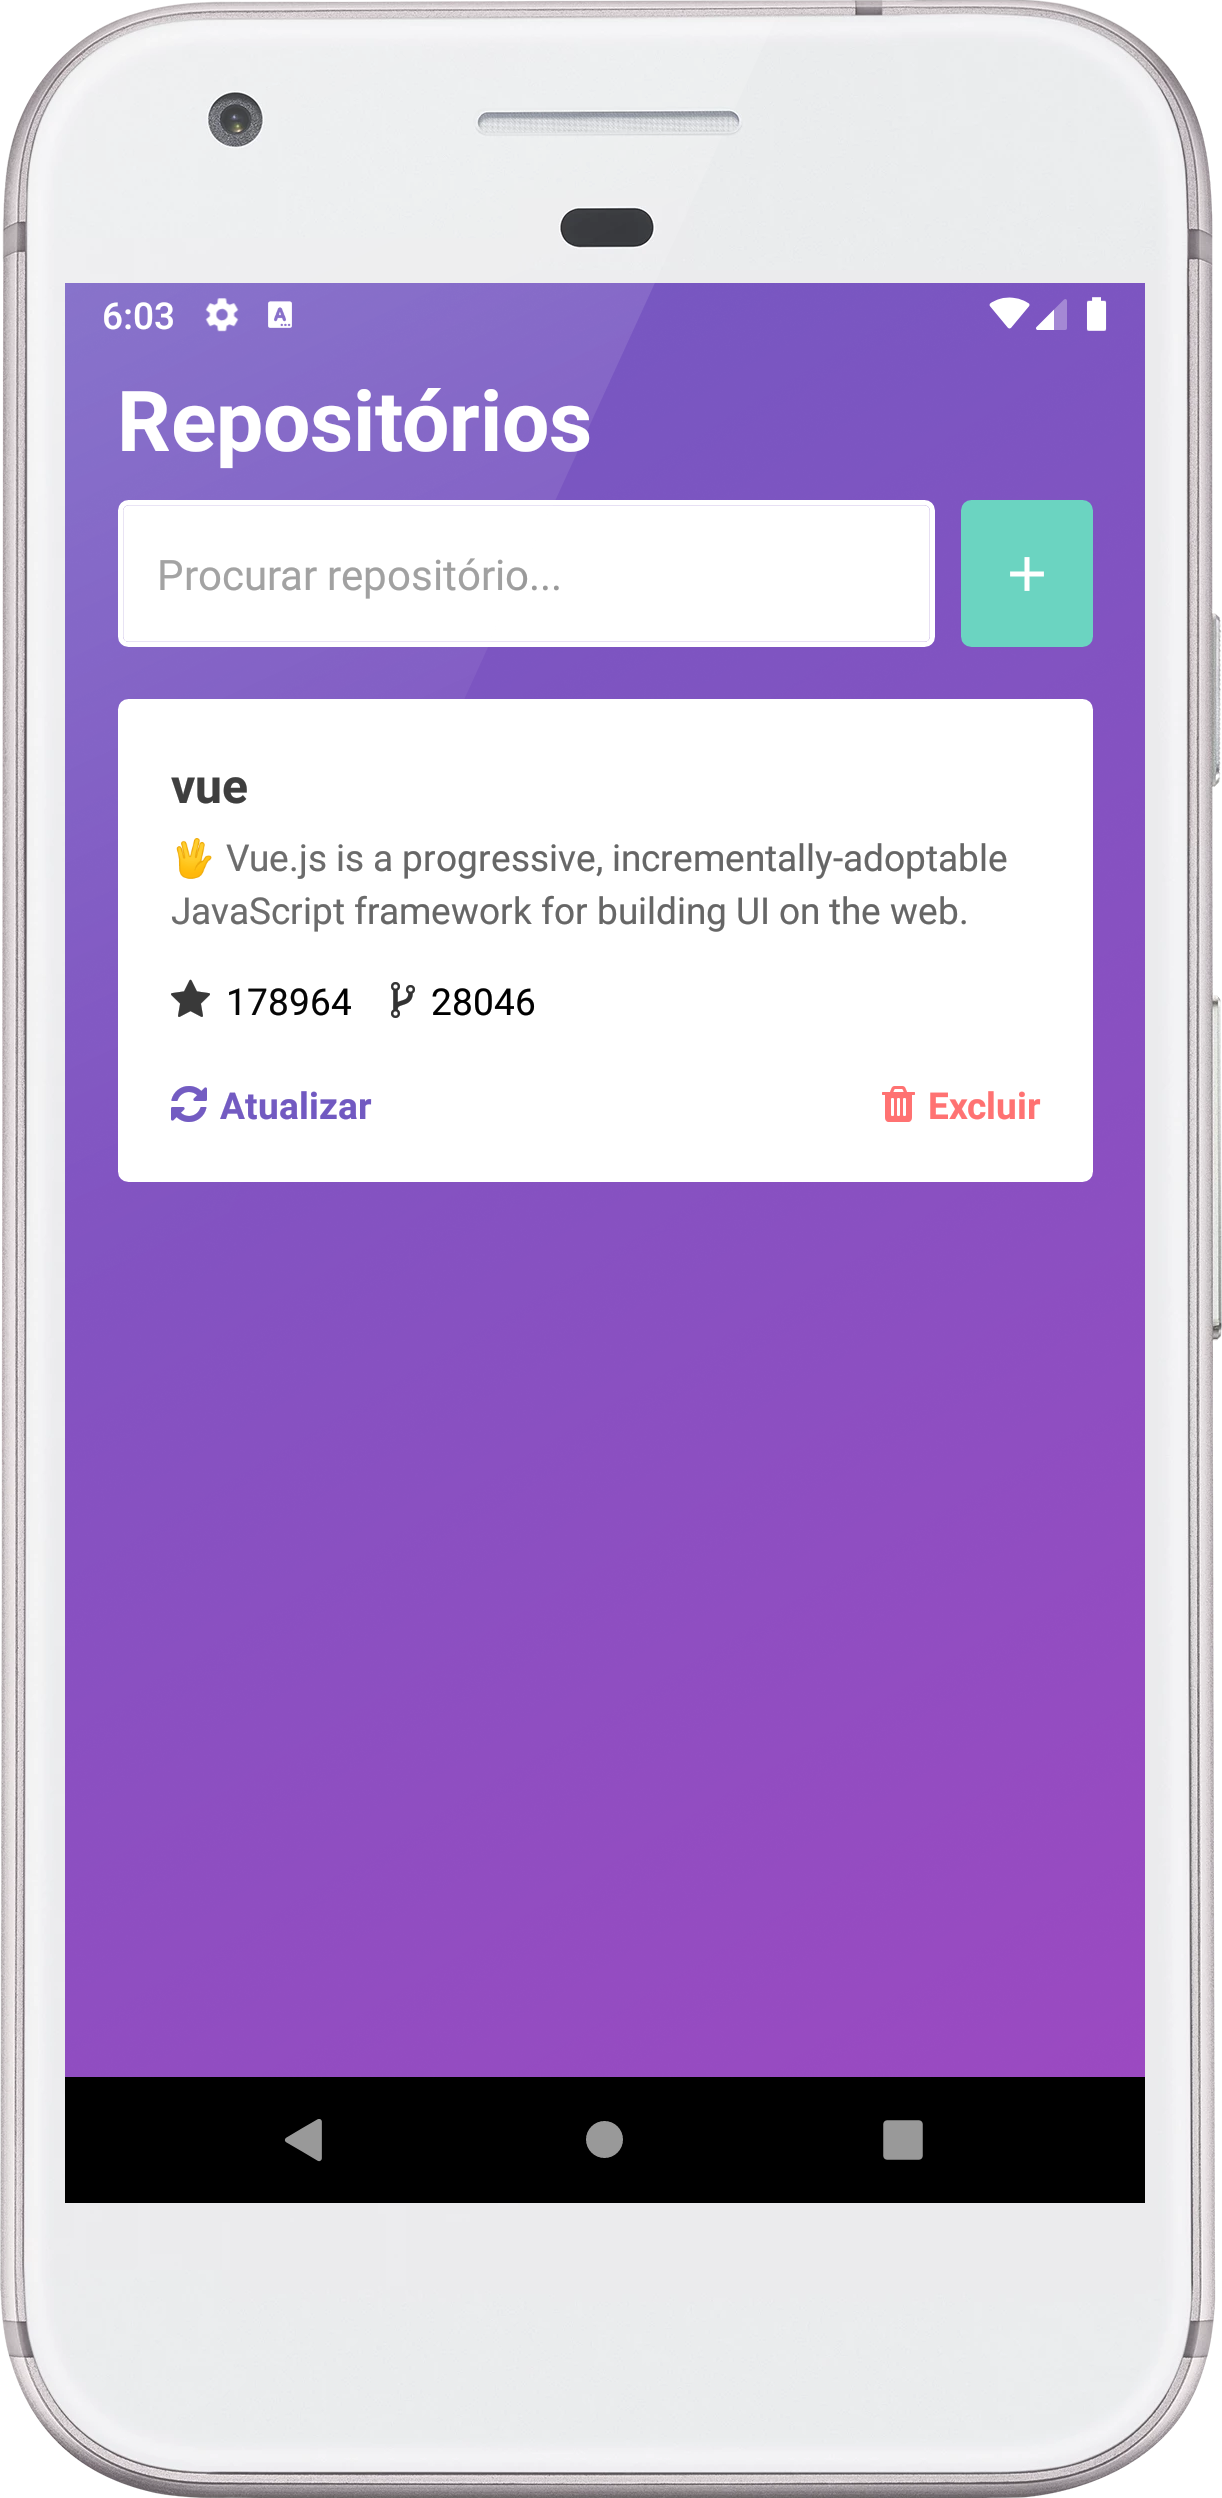 6:03
Repositórios
Procurar repositório...
vue
🖖 Vue.js is a progressive, incrementally-adoptable
JavaScript framework for building UI on the web.
178964 28046
Atualizar Excluir